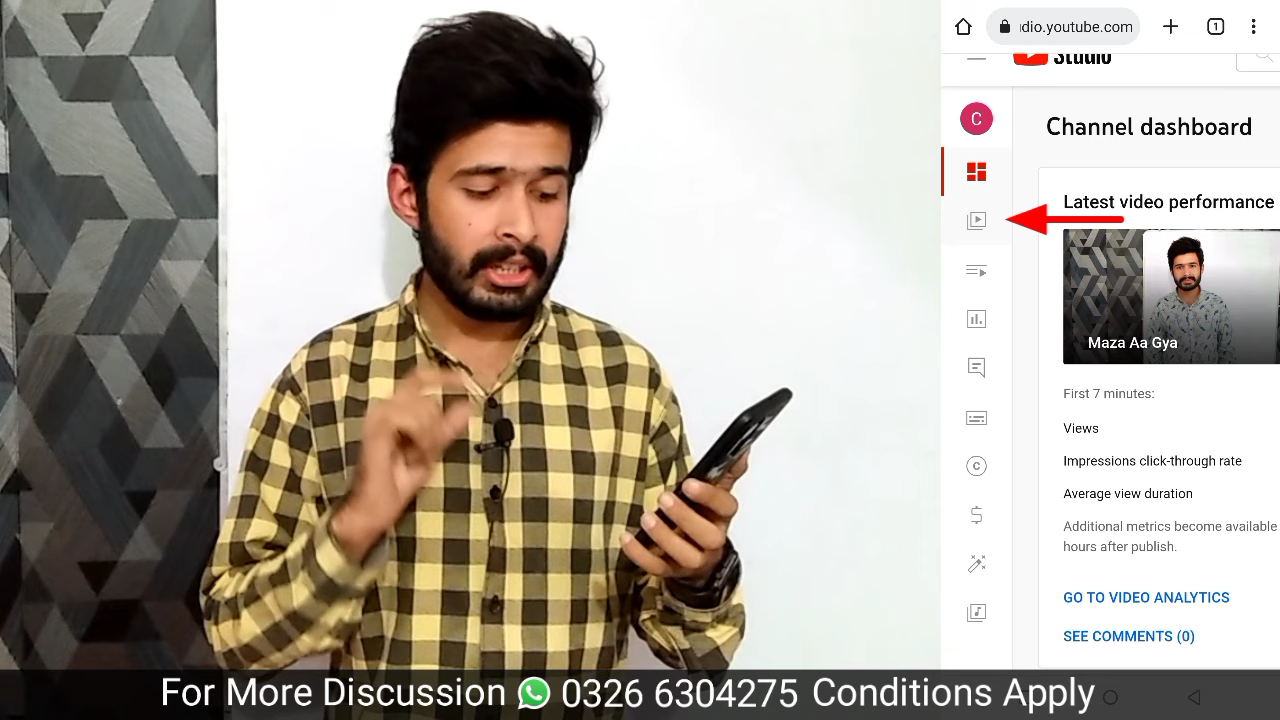 dio.youtube.com
1
Studio
C
Channel dashboard
Latest video performance
Maza Aa Gya
First 7 minutes:
Views
Impressions click-through rate
Average view duration
Additional metrics become available
hours after publish.
GO TO VIDEO ANALYTICS
SEE COMMENTS (0)
For More Discussion 0326 6304275 Conditions Apply